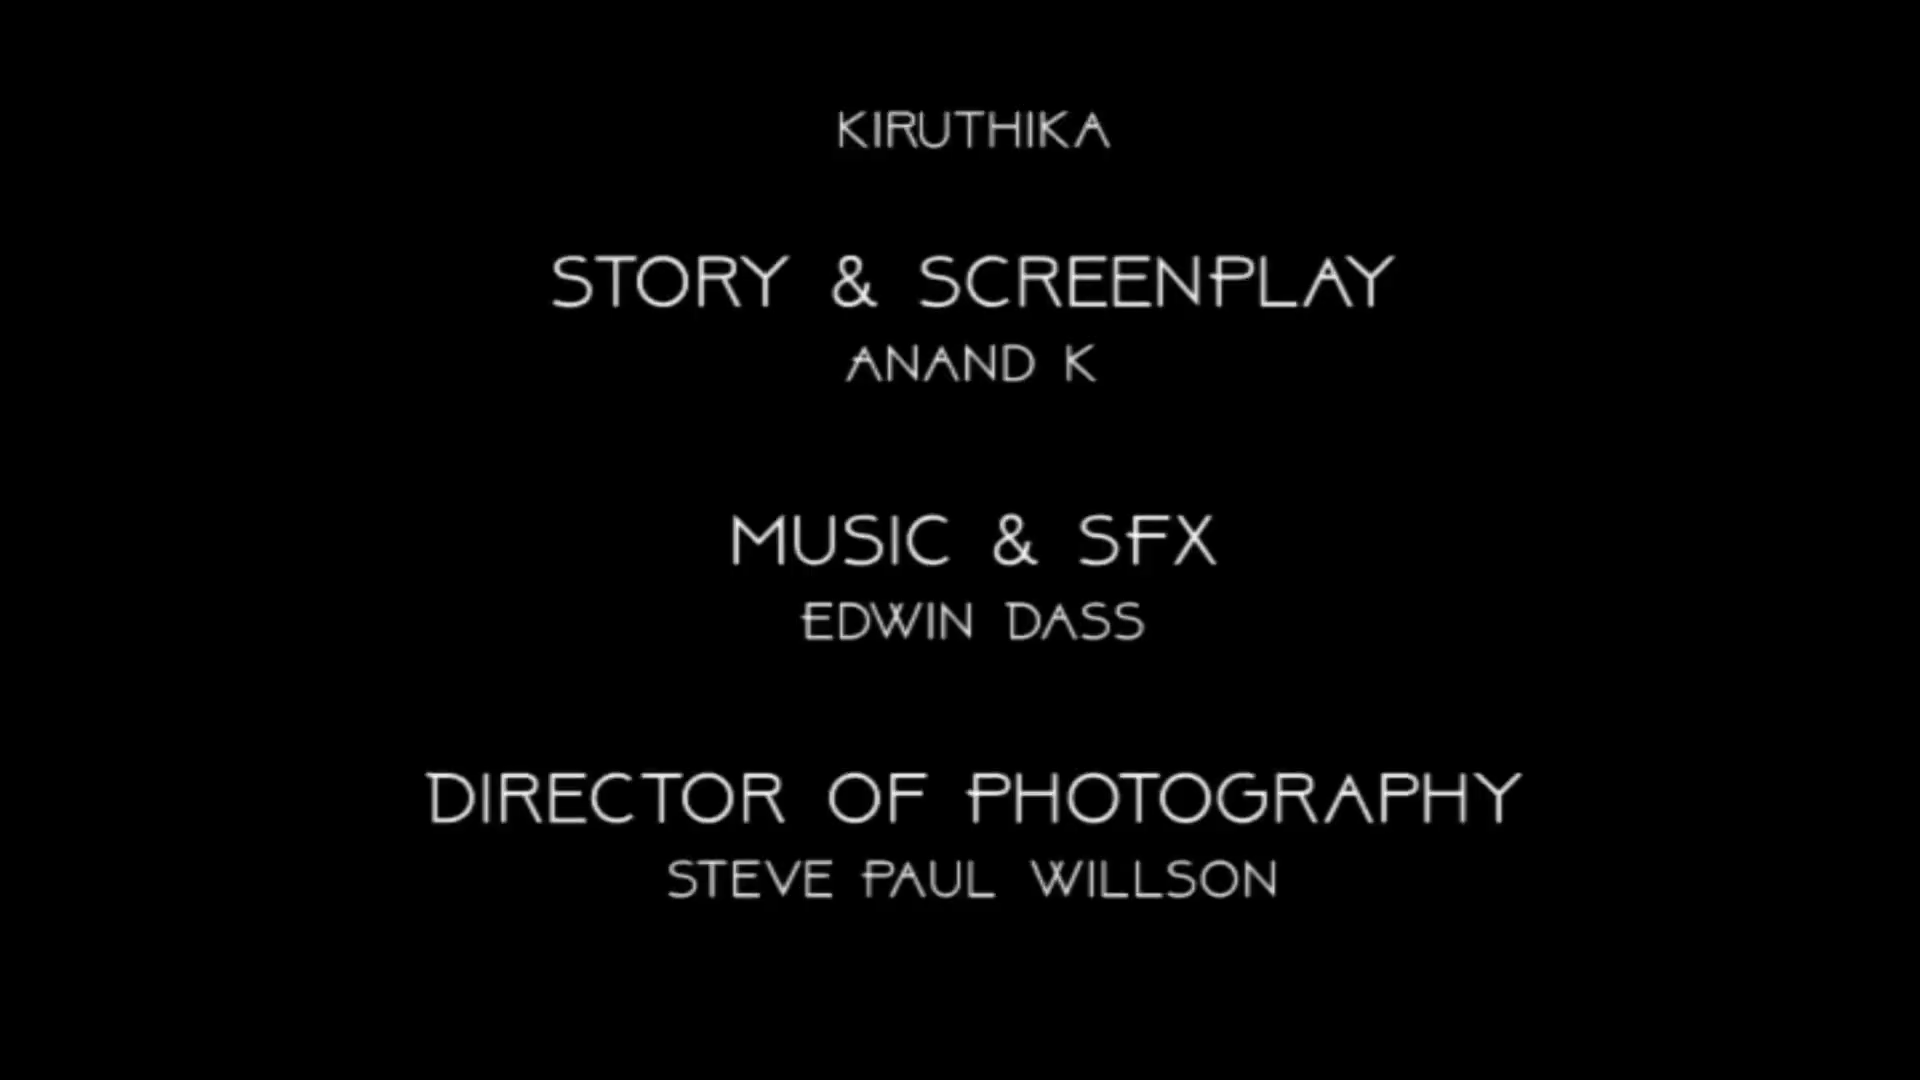 KIRUTHIKA
STORY & SCREENPLAY
ANAND K
MUSIC & SFX
EDWIN DASS
DIRECTOR OF PHOTOGRAPHY
STEVE PAUL WILLSON